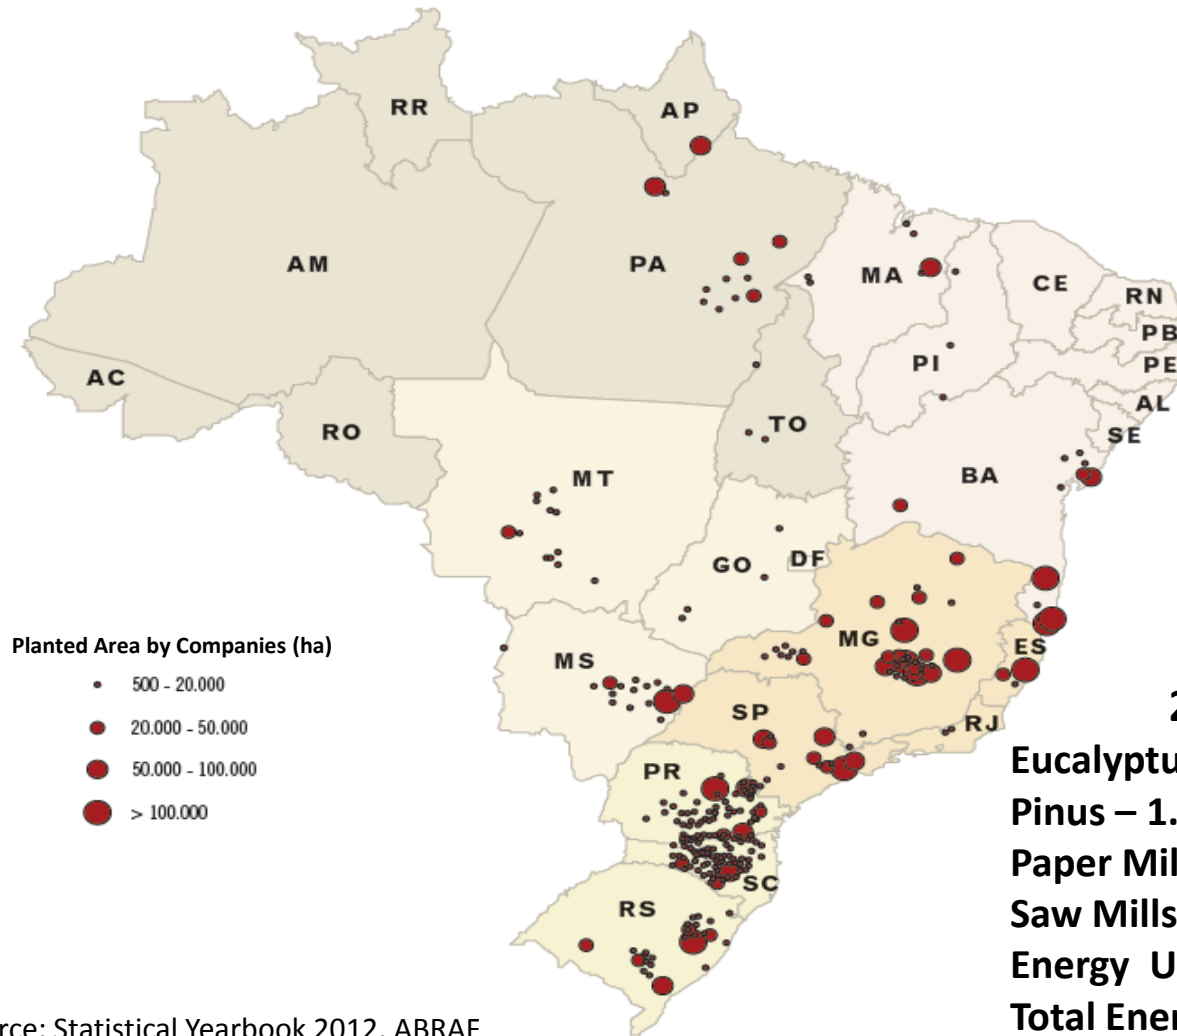 RR
AP
AM
PA
MA
CE
RN
PB
PE
PI
AC
AL
TO
SE
RO
BA
MT
GO
DF
MG
ES
MS
SP
RJ
PR
SC
RS
Planted Area by Companies (ha)
500 - 20.000
20.000 - 50.000
50.000 - 100.000
> 100.000
2
Eucalyptu
Pinus – 1.
Paper Mil
Saw Mills
Energy U
Total Ener
rce: Statistical Yearbook 2012, ABRAF